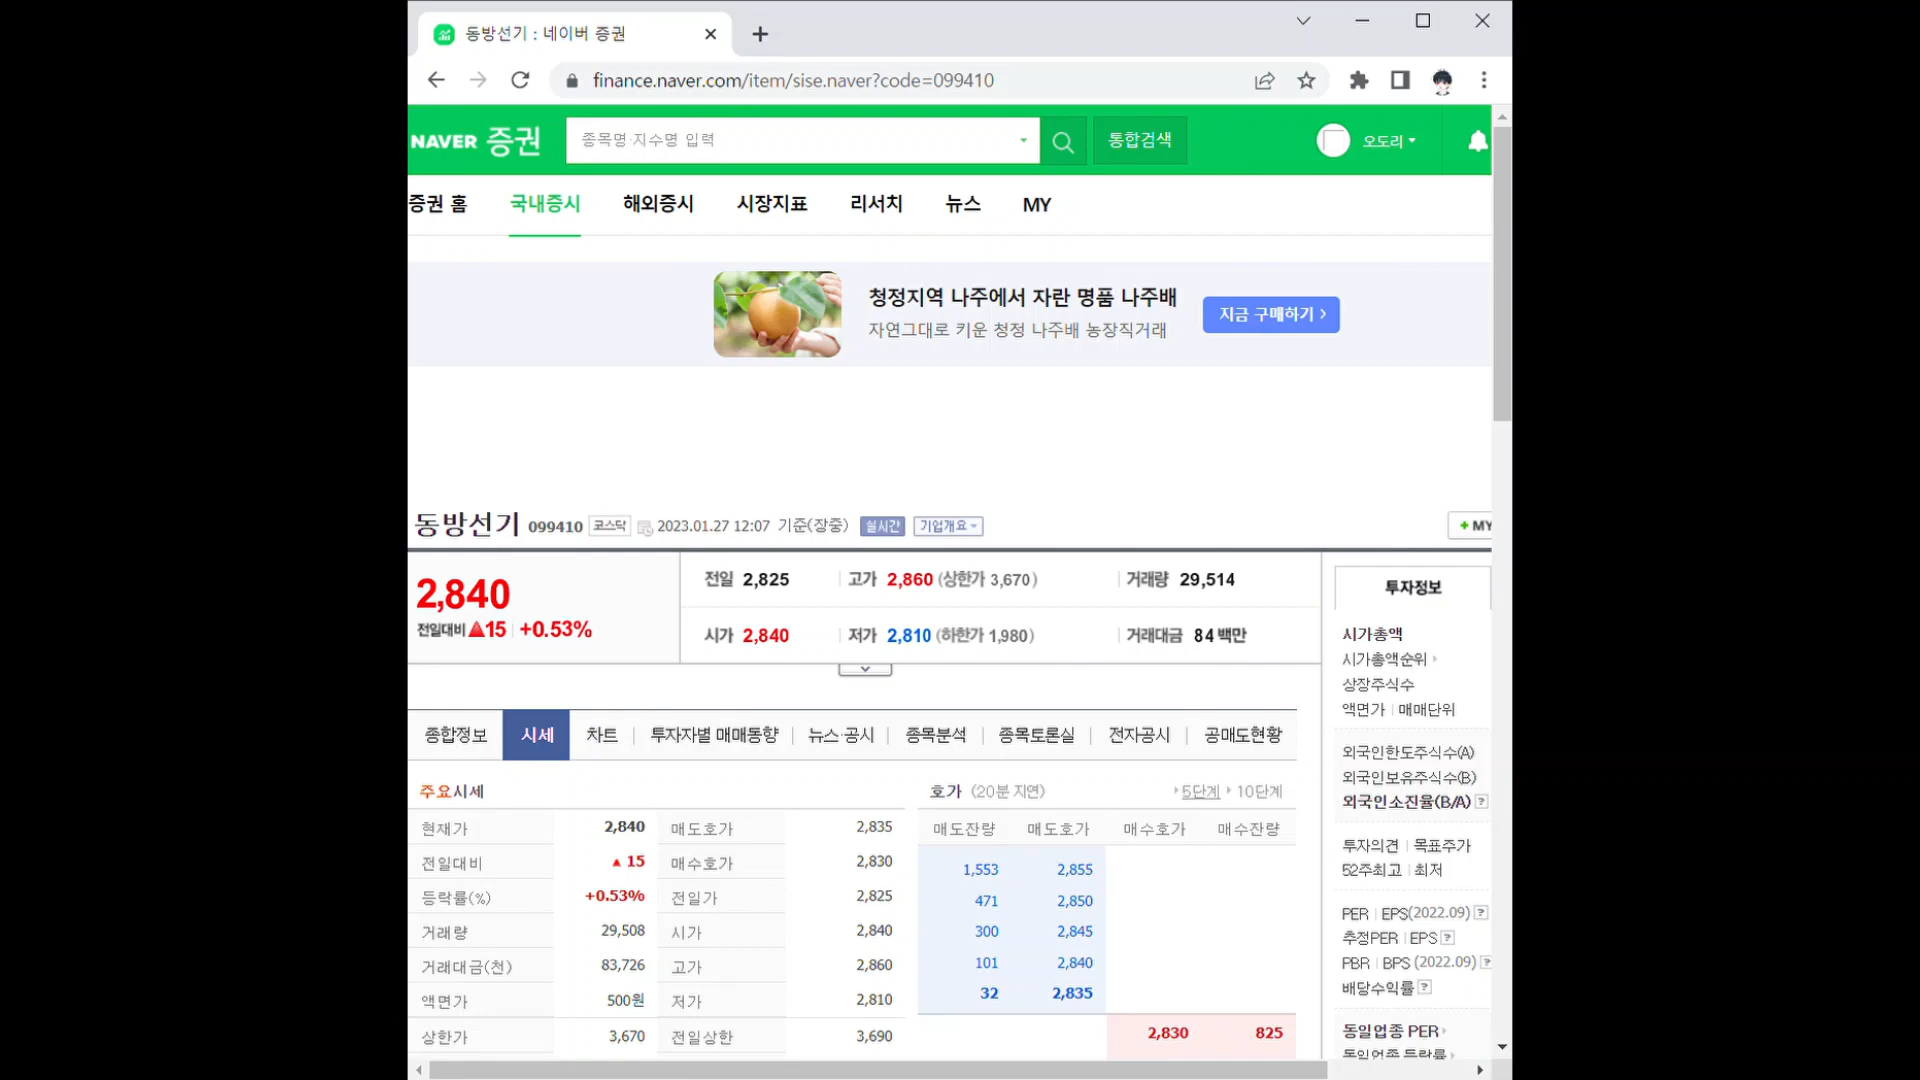 동방선기 : 네이버 증권
finance.naver.com/item/sise.naver?code=099410
NAVER 증권
종목명·지수명 입력
통합검색
오도리
증권 홈 국내증시 해외증시 시장지표 리서치 뉴스 MY
청정지역 나주에서 자란 명품 나주배
자연그대로 키운 청정 나주배 농장직거래
지금 구매하기 >
동방선기 099410 코스닥 2023.01.27 12:07 기준(장중) 실시간 기업개요 + MY
2,840
전일대비 ▲15 +0.53%
전일 2,825 고가 2,860 (상한가 3,670) 거래량 29,514
시가 2,840 저가 2,810 (하한가 1,980) 거래대금 84 백만
종합정보 시세 차트 투자자별 매매동향 뉴스·공시 종목분석 종목토론실 전자공시 공매도현황
주요시세
현재가 2,840 매도호가 2,835
전일대비 ▲ 15 매수호가 2,830
등락률(%) +0.53% 전일가 2,825
거래량 29,508 시가 2,840
거래대금(천) 83,726 고가 2,860
액면가 500원 저가 2,810
상한가 3,670 전일상한 3,690
호가 (20분 지연) 5단계 10단계
매도잔량 매도호가 매수호가 매수잔량
1,553 2,855
471 2,850
300 2,845
101 2,840
32 2,835
2,830 825
투자정보
시가총액
시가총액순위
상장주식수
액면가 매매단위
외국인한도주식수(A)
외국인보유주식수(B)
외국인소진율(B/A) ?
투자의견 목표주가
52주최고 최저
PER EPS(2022.09) ?
추정PER EPS ?
PBR BPS (2022.09) ?
배당수익률 ?
동일업종 PER
동일업종 등락률